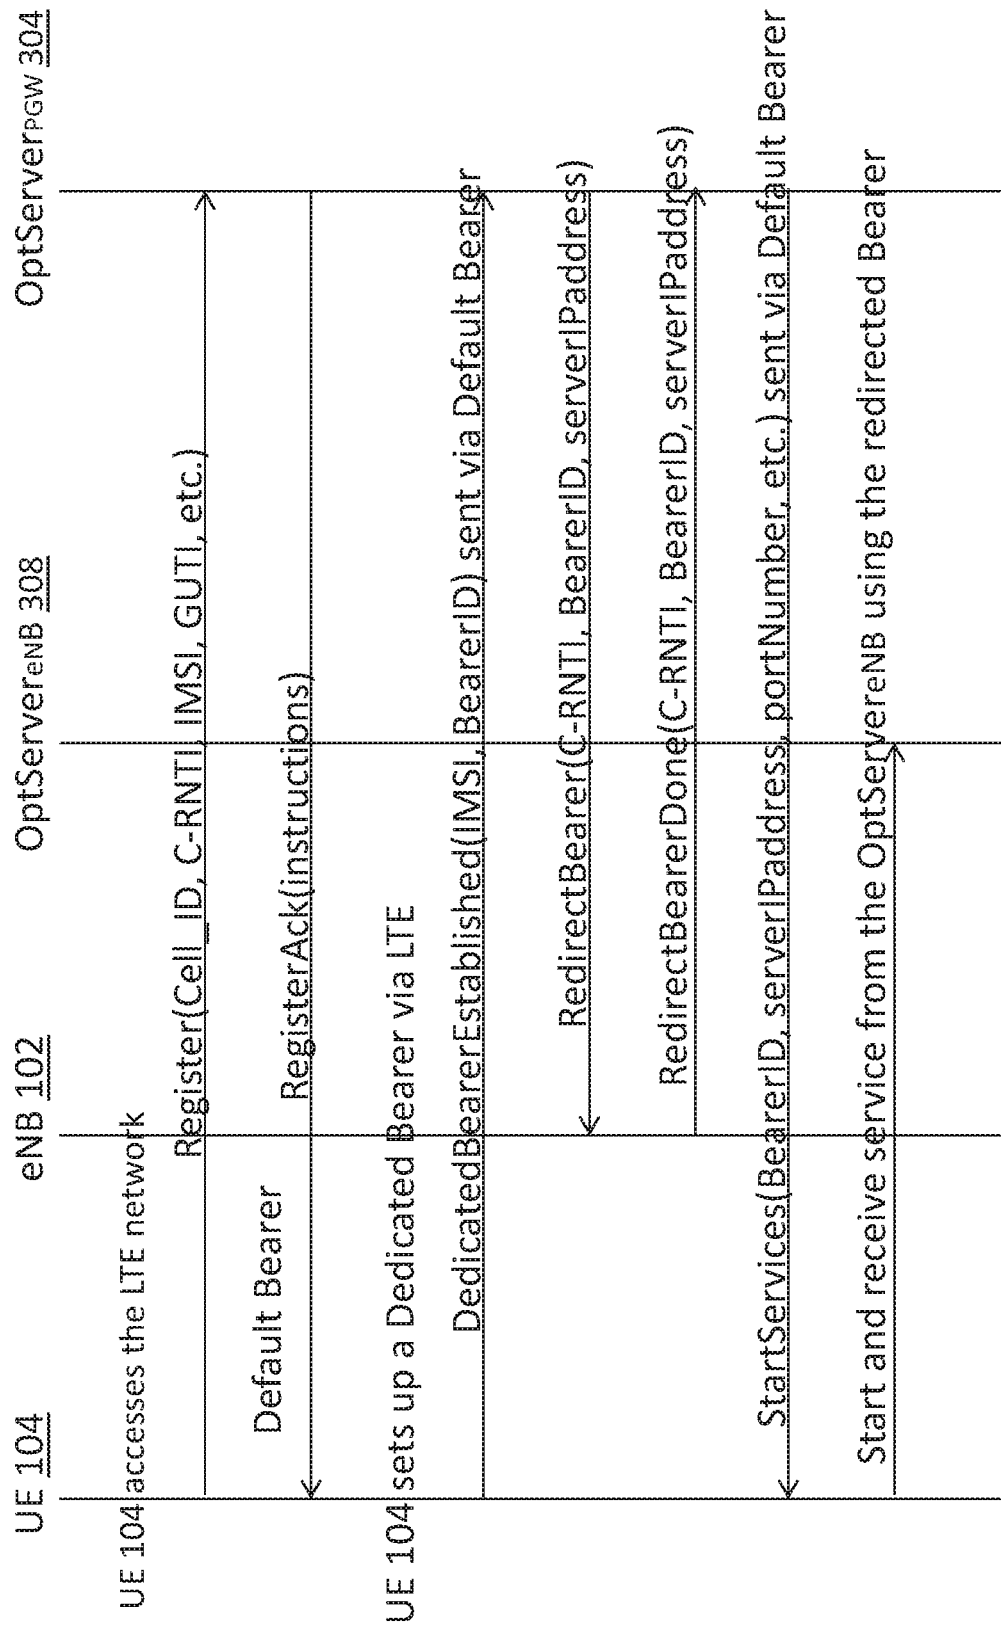 UE 104
eNB 102
OptServereNB 308
OptServerPGW 304
UE 104 accesses the LTE network
Register(Cell_ID, C-RNTI, IMSI, GUTI, etc.)
Default Bearer
RegisterAck(instructions)
UE 104 sets up a Dedicated Bearer via LTE
DedicatedBearerEstablished(IMSI,, BearerID) sent via Default Bearer
RedirectBearer(C-RNTI, BearerID, serverIPaddress)
RedirectBearerDone(C-RNTI, BearerID, serverIPaddress)
StartServices(BearerID, serverIPaddress, portNumber, etc.) sent via Default Bearer
Start and receive service from the OptServereNB using the redirected Bearer